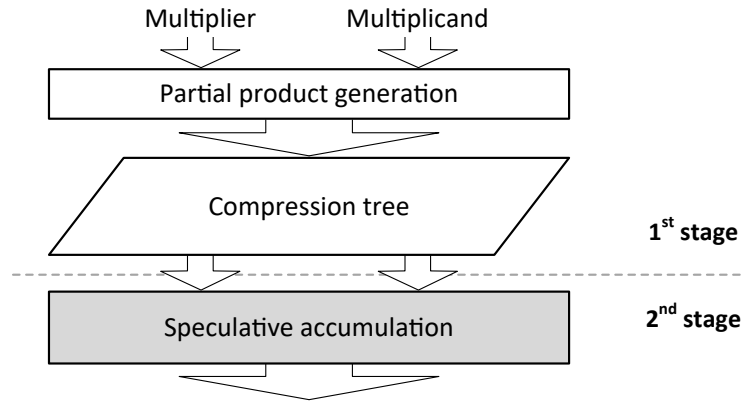 Multiplier Multiplicand
Partial product generation
Compression tree
1st stage
2nd stage
Speculative accumulation